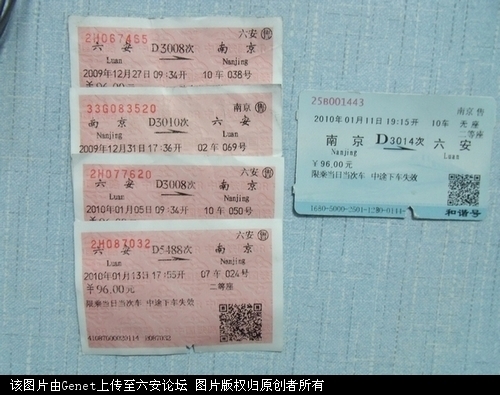 2H067465
六安售
六安 D3008次 南京
Luan Nanjing
2009年12月27日 09:34开 10车 038号
￥96.00元
33G083520
南京售
南京 D3010次 六安
Nanjing Luan
2009年12月31日 17:36开 02车 069号
2H077620
六安售
六安 D3008次 南京
Luan Nanjing
2010年01月05日 09:34开 10车 050号
￥96.00元
2H087032
六安售
六安 D5488次 南京
Luan Nanjing
2010年01月13日 17:55开 07车 024号
￥96.00元 二等座
限乘当日当次车 中途下车失效
25B001443
南京 售
2010年01月11日 19:15开 10车 无座
二等座
南京 D3014次 六安
Nanjing Luan
￥96.00元
限乘当日当次车 中途下车失效
和谐号
该图片由Genet上传至六安论坛 图片版权归原创者所有